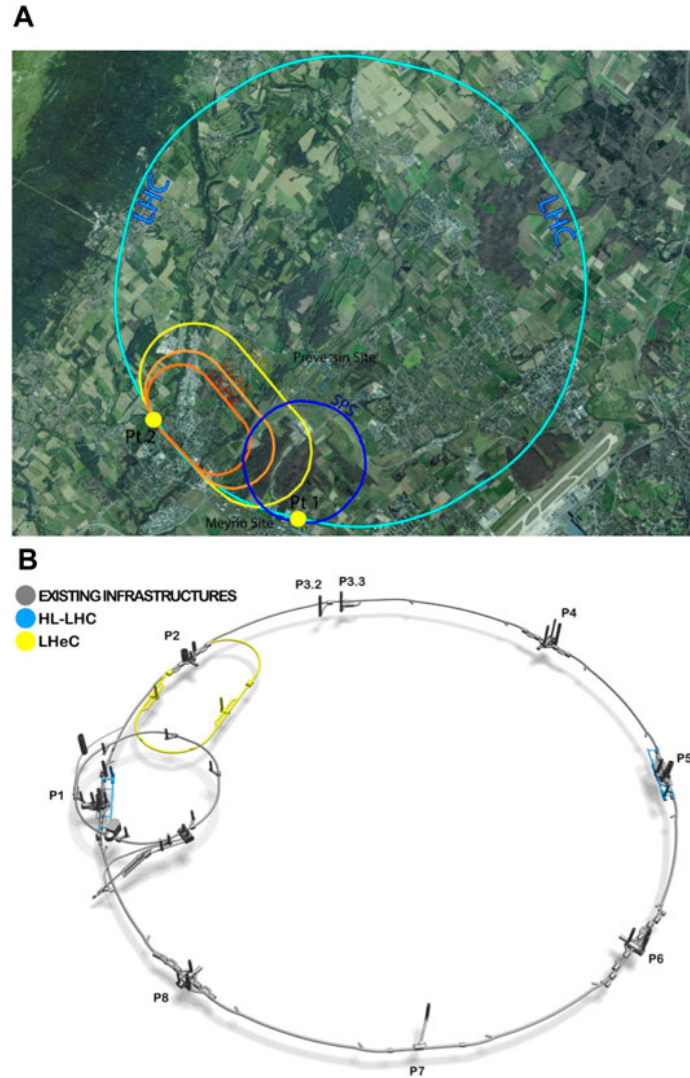 A
LHC
LHC
Prevessin Site
SPS
Pt 2
Pt 1
Meyrin Site
B
EXISTING INFRASTRUCTURES
HL-LHC
LHeC
P3.2
P3.3
P2
P4
P5
P1
P6
P8
P7